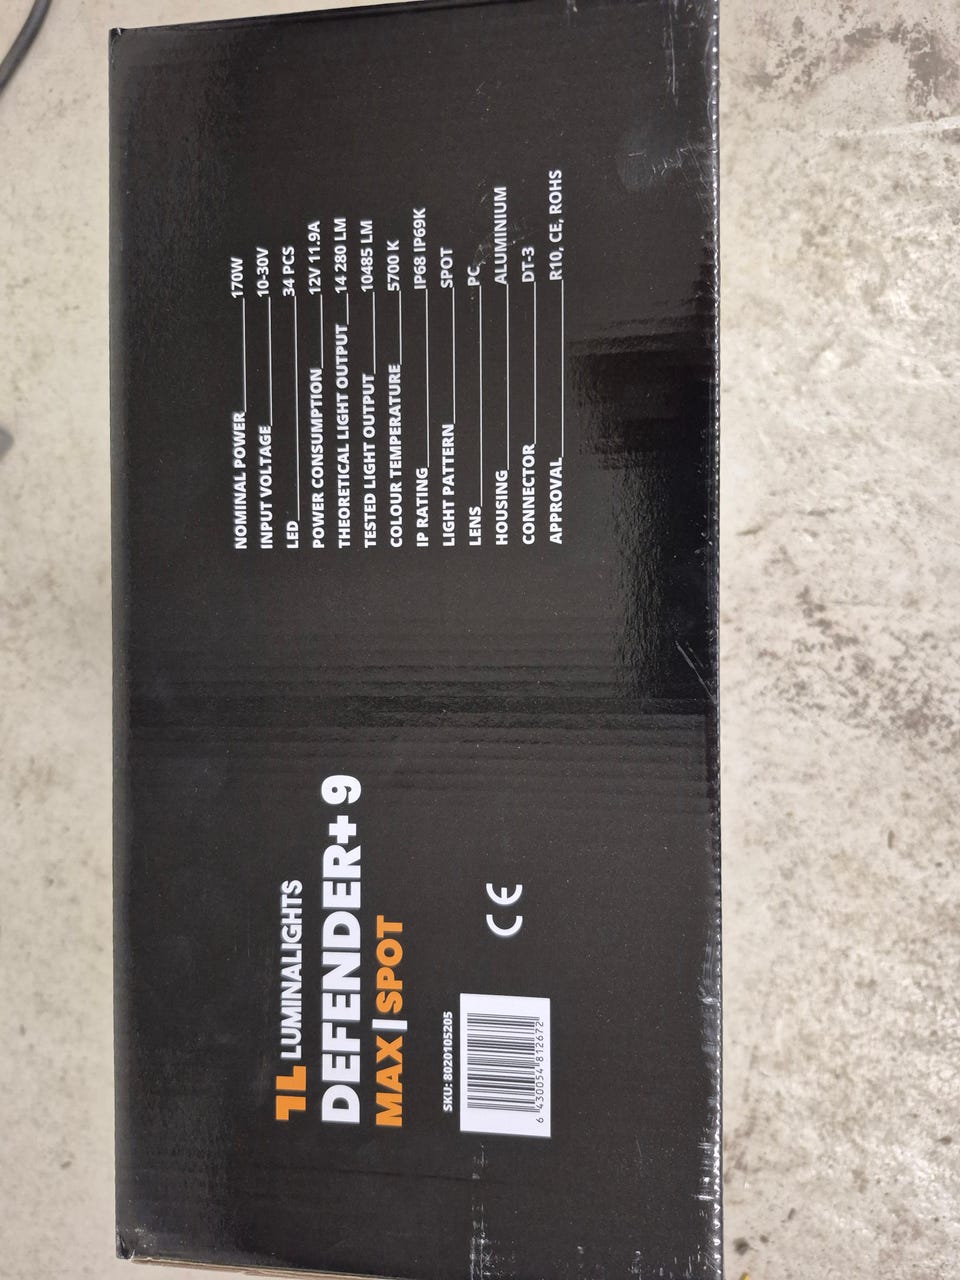 LUMINALIGHTS
DEFENDER+ 9
MAX|SPOT
SKU: 8020105205
6 430054 812672
CE
NOMINAL POWER 170W
INPUT VOLTAGE 10-30V
LED 34 PCS
POWER CONSUMPTION 12V 11.9A
THEORETICAL LIGHT OUTPUT 14 280 LM
TESTED LIGHT OUTPUT 10485 LM
COLOUR TEMPERATURE 5700 K
IP RATING IP68 IP69K
LIGHT PATTERN SPOT
LENS PC
HOUSING ALUMINIUM
CONNECTOR DT-3
APPROVAL R10, CE, ROHS